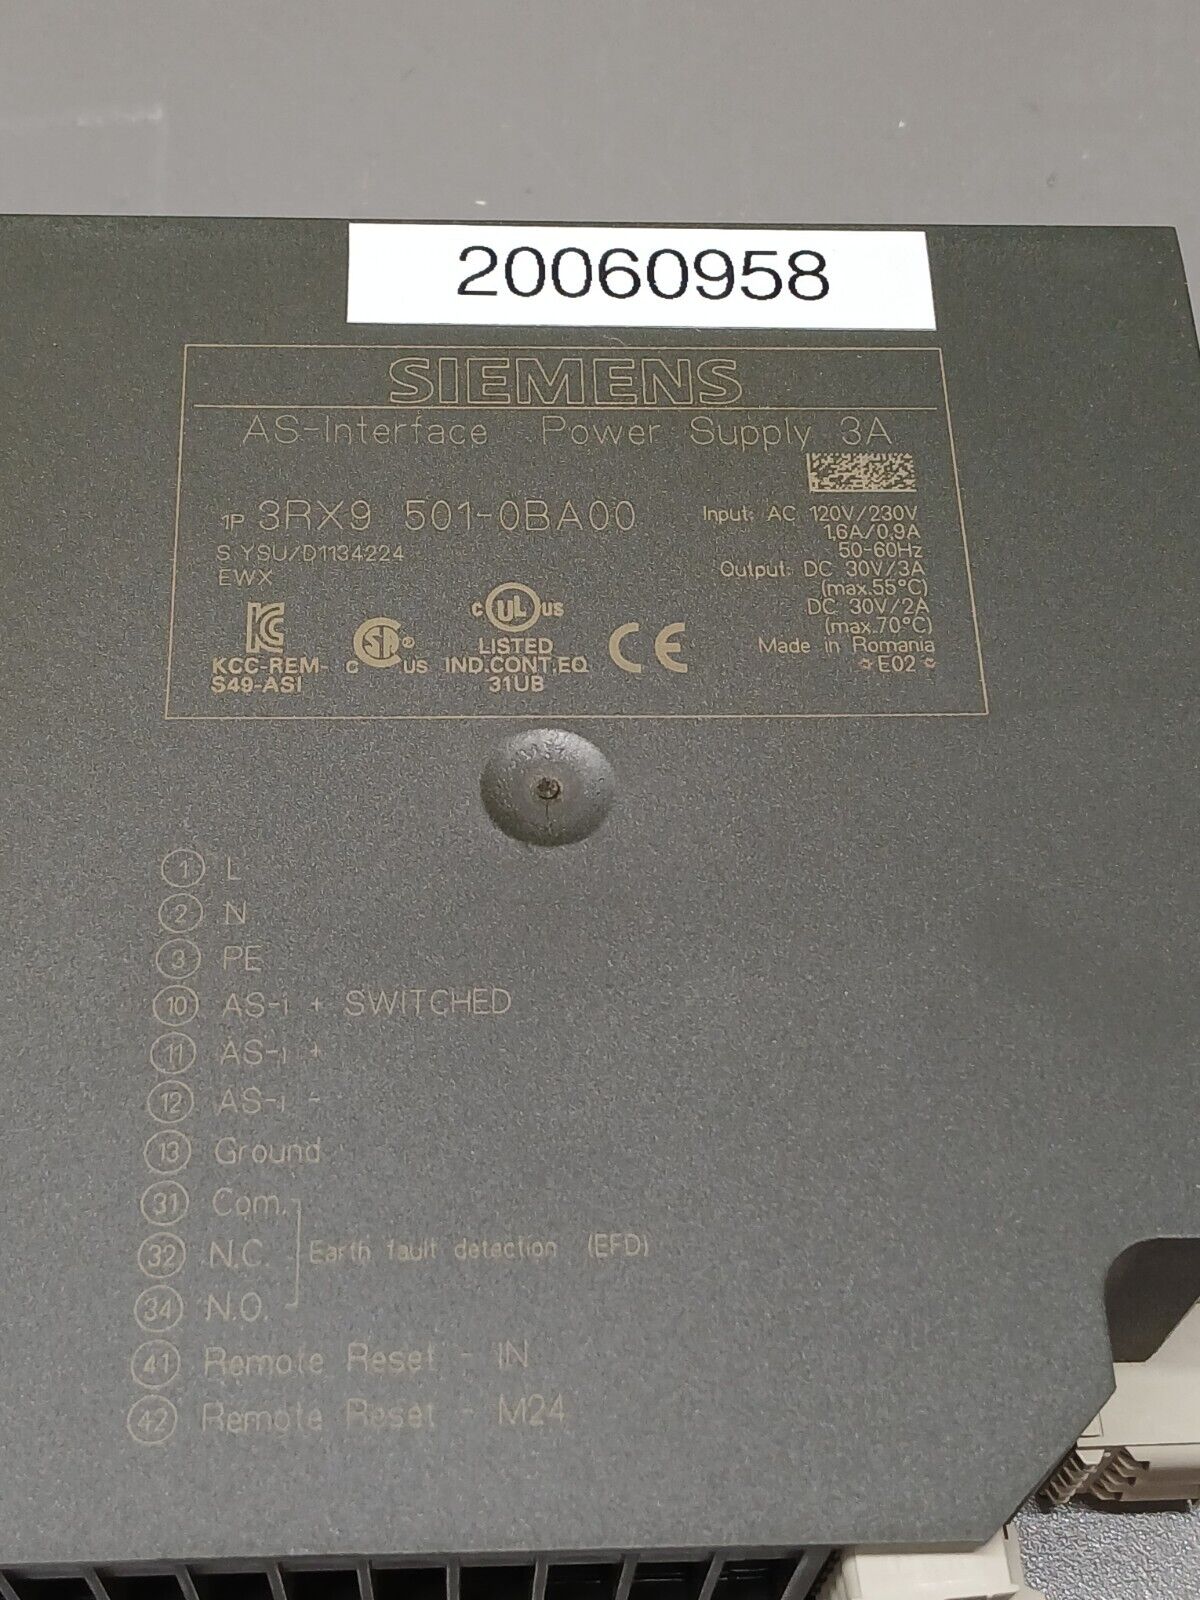 20060958
SIEMENS
AS-Interface Power Supply 3A
1P 3RX9 501-0BA00
S YSU/D1134224
EWX
Input: AC 120V/230V
1,6A/0,9A
50-60Hz
Output: DC 30V/3A
(max.55°C)
DC 30V/2A
(max.70°C)
Made in Romania
E02
KCC-REM-
S49-ASI
C SA ® US
C UL US
LISTED
IND.CONT.EQ.
31UB
CE
1 L
2 N
3 PE
10 AS-i + SWITCHED
11 AS-i +
12 AS-i -
13 Ground
31 Com.
32 N.C. Earth fault detection (EFD)
34 N.O.
41 Remote Reset - IN
42 Remote Reset - M24